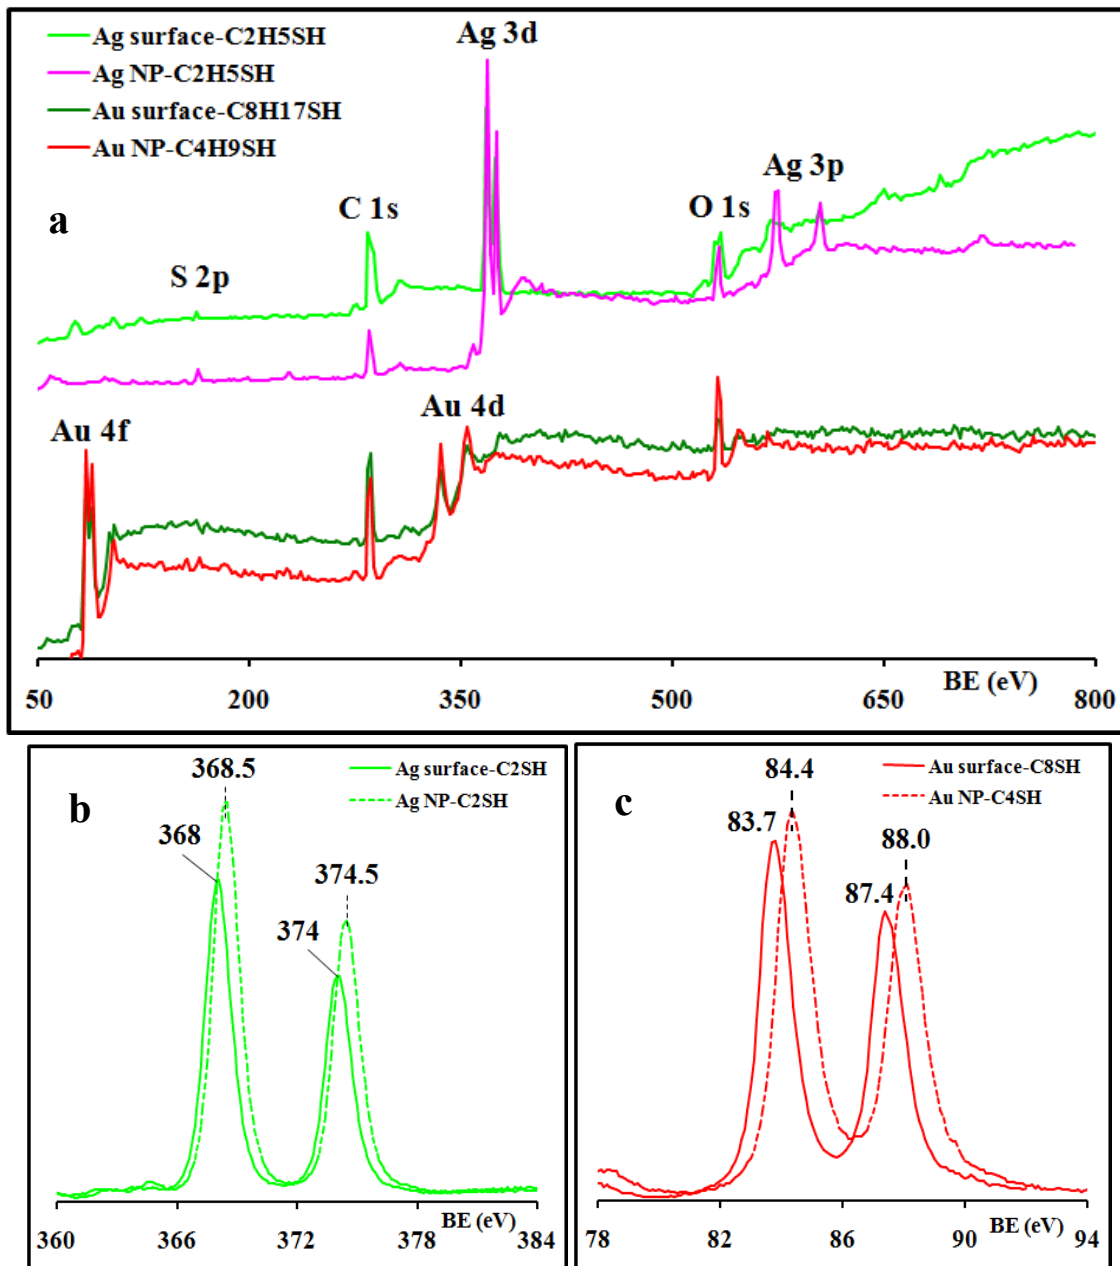 Ag surface-C2H5SH
Ag NP-C2H5SH
Au surface-C8H17SH
Au NP-C4H9SH
Ag 3d
a
C 1s
S 2p
O 1s
Ag 3p
Au 4f
Au 4d
BE (eV)
50 200 350 500 650 800
b
Ag surface-C2SH
Ag NP-C2SH
368.5
368
374.5
374
BE (eV)
360 366 372 378 384
c
Au surface-C8SH
Au NP-C4SH
84.4
83.7
88.0
87.4
BE (eV)
78 82 86 90 94